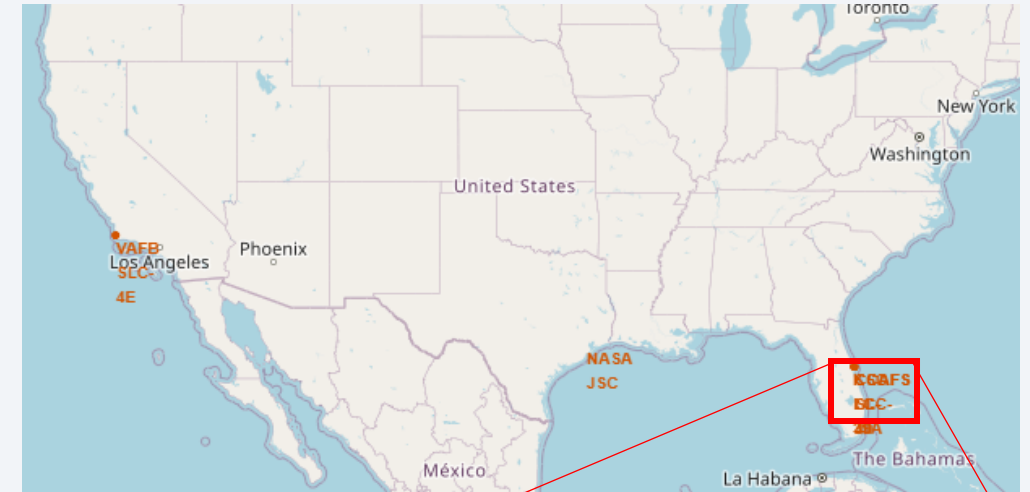 Toronto
New York
Washington
United States
VAFB
Los Angeles
SLC-
4E
Phoenix
NASA
JSC
México
The Bahamas
La Habana